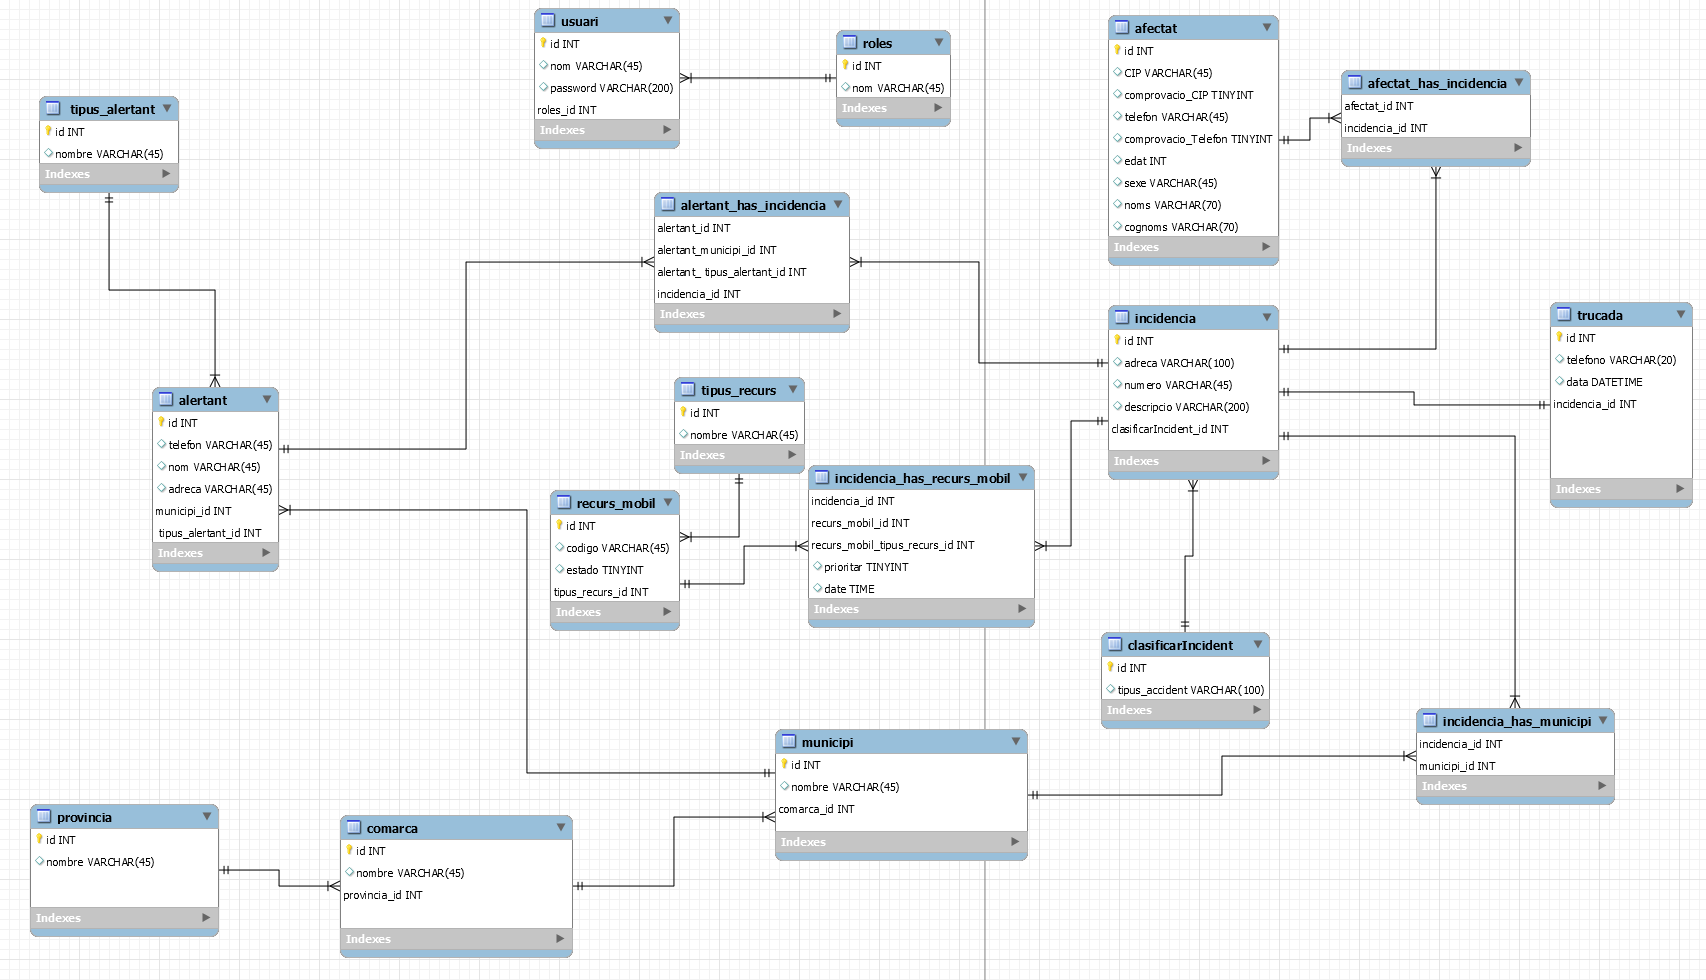 usuari
id INT
nom VARCHAR(45)
password VARCHAR(200)
roles_id INT
Indexes
roles
id INT
nom VARCHAR(45)
Indexes
afectat
id INT
CIP VARCHAR(45)
comprovacio_CIP TINYINT
telefon VARCHAR(45)
comprovacio_Telefon TINYINT
edat INT
sexe VARCHAR(45)
noms VARCHAR(70)
cognoms VARCHAR(70)
Indexes
afectat_has_incidencia
afectat_id INT
incidencia_id INT
Indexes
tipus_alertant
id INT
nombre VARCHAR(45)
Indexes
alertant_has_incidencia
alertant_id INT
alertant_municipi_id INT
alertant_ tipus_alertant_id INT
incidencia_id INT
Indexes
incidencia
id INT
adreca VARCHAR(100)
numero VARCHAR(45)
descripcio VARCHAR(200)
clasificarIncident_id INT
Indexes
trucada
id INT
telefono VARCHAR(20)
data DATETIME
incidencia_id INT
Indexes
alertant
id INT
telefon VARCHAR(45)
nom VARCHAR(45)
adreca VARCHAR(45)
municipi_id INT
tipus_alertant_id INT
Indexes
tipus_recurs
id INT
nombre VARCHAR(45)
Indexes
recurs_mobil
id INT
codigo VARCHAR(45)
estado TINYINT
tipus_recurs_id INT
Indexes
incidencia_has_recurs_mobil
incidencia_id INT
recurs_mobil_id INT
recurs_mobil_tipus_recurs_id INT
prioritar TINYINT
date TIME
Indexes
clasificarIncident
id INT
tipus_accident VARCHAR(100)
Indexes
incidencia_has_municipi
incidencia_id INT
municipi_id INT
Indexes
municipi
id INT
nombre VARCHAR(45)
comarca_id INT
Indexes
provincia
id INT
nombre VARCHAR(45)
Indexes
comarca
id INT
nombre VARCHAR(45)
provincia_id INT
Indexes